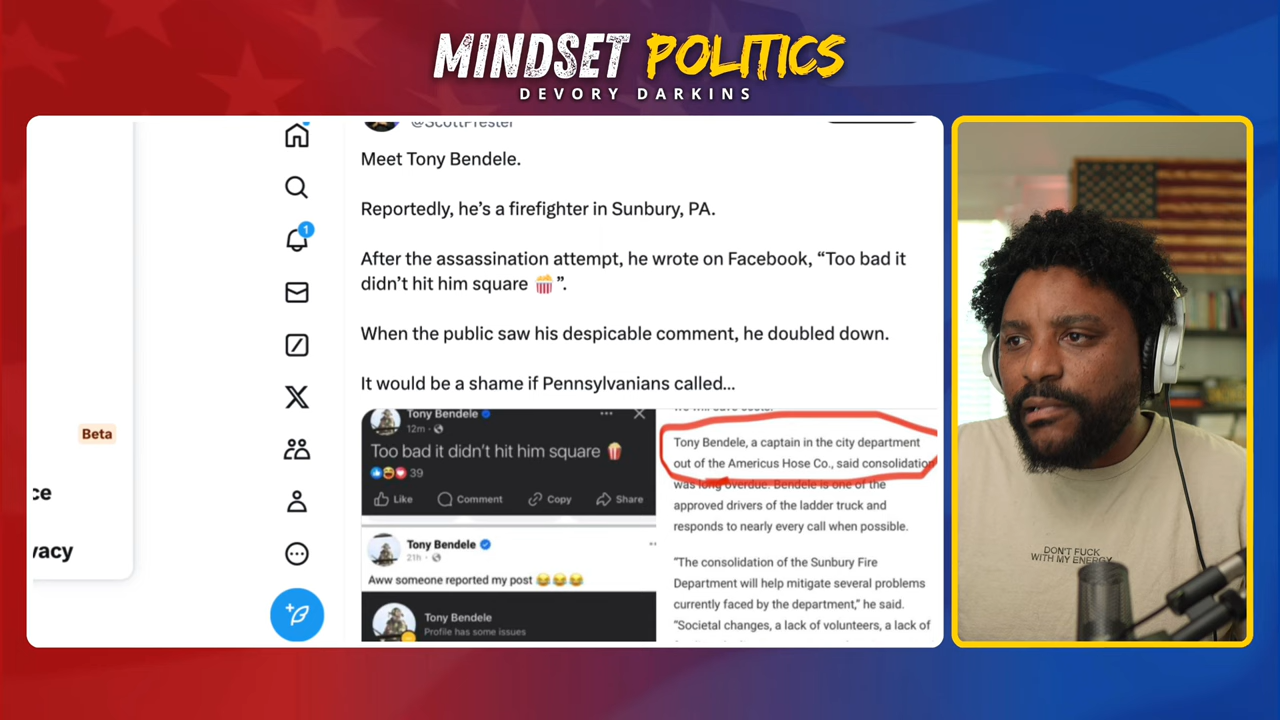 MINDSET POLITICS
DEVORY DARKINS
@ScottPresler
Meet Tony Bendele.
Reportedly, he's a firefighter in Sunbury, PA.
After the assassination attempt, he wrote on Facebook, “Too bad it
didn't hit him square 🍿”.
When the public saw his despicable comment, he doubled down.
It would be a shame if Pennsylvanians called...
1
Beta
ce
vacy
Tony Bendele
12m
Too bad it didn't hit him square 🍿
39
Like Comment Copy Share
Tony Bendele
21h
Aww someone reported my post 😂😂😂
Tony Bendele
Profile has some issues
Tony Bendele, a captain in the city department
out of the Americus Hose Co., said consolidation
was long overdue. Bendele is one of the
approved drivers of the ladder truck and
responds to nearly every call when possible.
“The consolidation of the Sunbury Fire
Department will help mitigate several problems
currently faced by the department,” he said.
“Societal changes, a lack of volunteers, a lack of
DON'T FUCK
WITH MY ENERGY